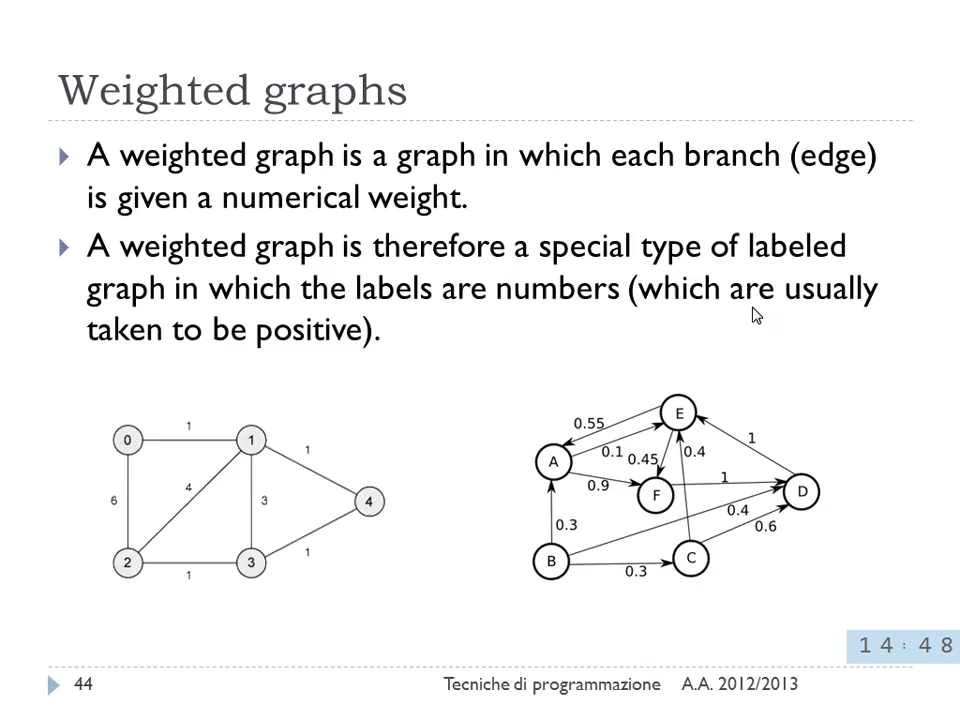 Weighted graphs
A weighted graph is a graph in which each branch (edge)
is given a numerical weight.
A weighted graph is therefore a special type of labeled
graph in which the labels are numbers (which are usually
taken to be positive).
0 1 1
1
6 4 3 4
2 1 3 1
E
0.55
1
A 0.1 0.45 0.4
0.9 F 1 D
0.4
0.3 0.6
B 0.3 C
14:48
44 Tecniche di programmazione A.A. 2012/2013